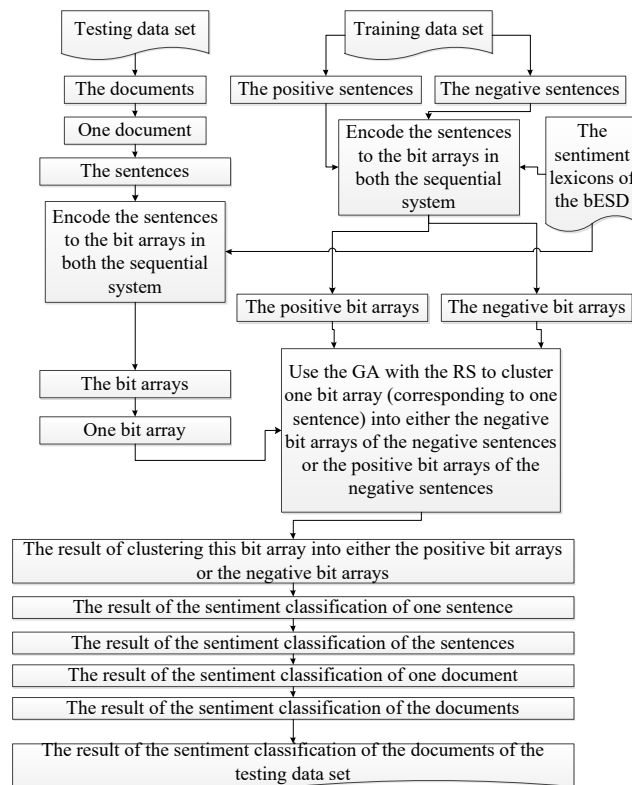 Testing data set
Training data set
The documents
The positive sentences
The negative sentences
One document
The sentences
Encode the sentences
to the bit arrays in
both the sequential
system
The
sentiment
lexicons of
the bESD
Encode the sentences
to the bit arrays in
both the sequential
system
The positive bit arrays
The negative bit arrays
The bit arrays
One bit array
Use the GA with the RS to cluster
one bit array (corresponding to one
sentence) into either the negative
bit arrays of the negative sentences
or the positive bit arrays of the
negative sentences
The result of clustering this bit array into either the positive bit arrays
or the negative bit arrays
The result of the sentiment classification of one sentence
The result of the sentiment classification of the sentences
The result of the sentiment classification of one document
The result of the sentiment classification of the documents
The result of the sentiment classification of the documents of the
testing data set